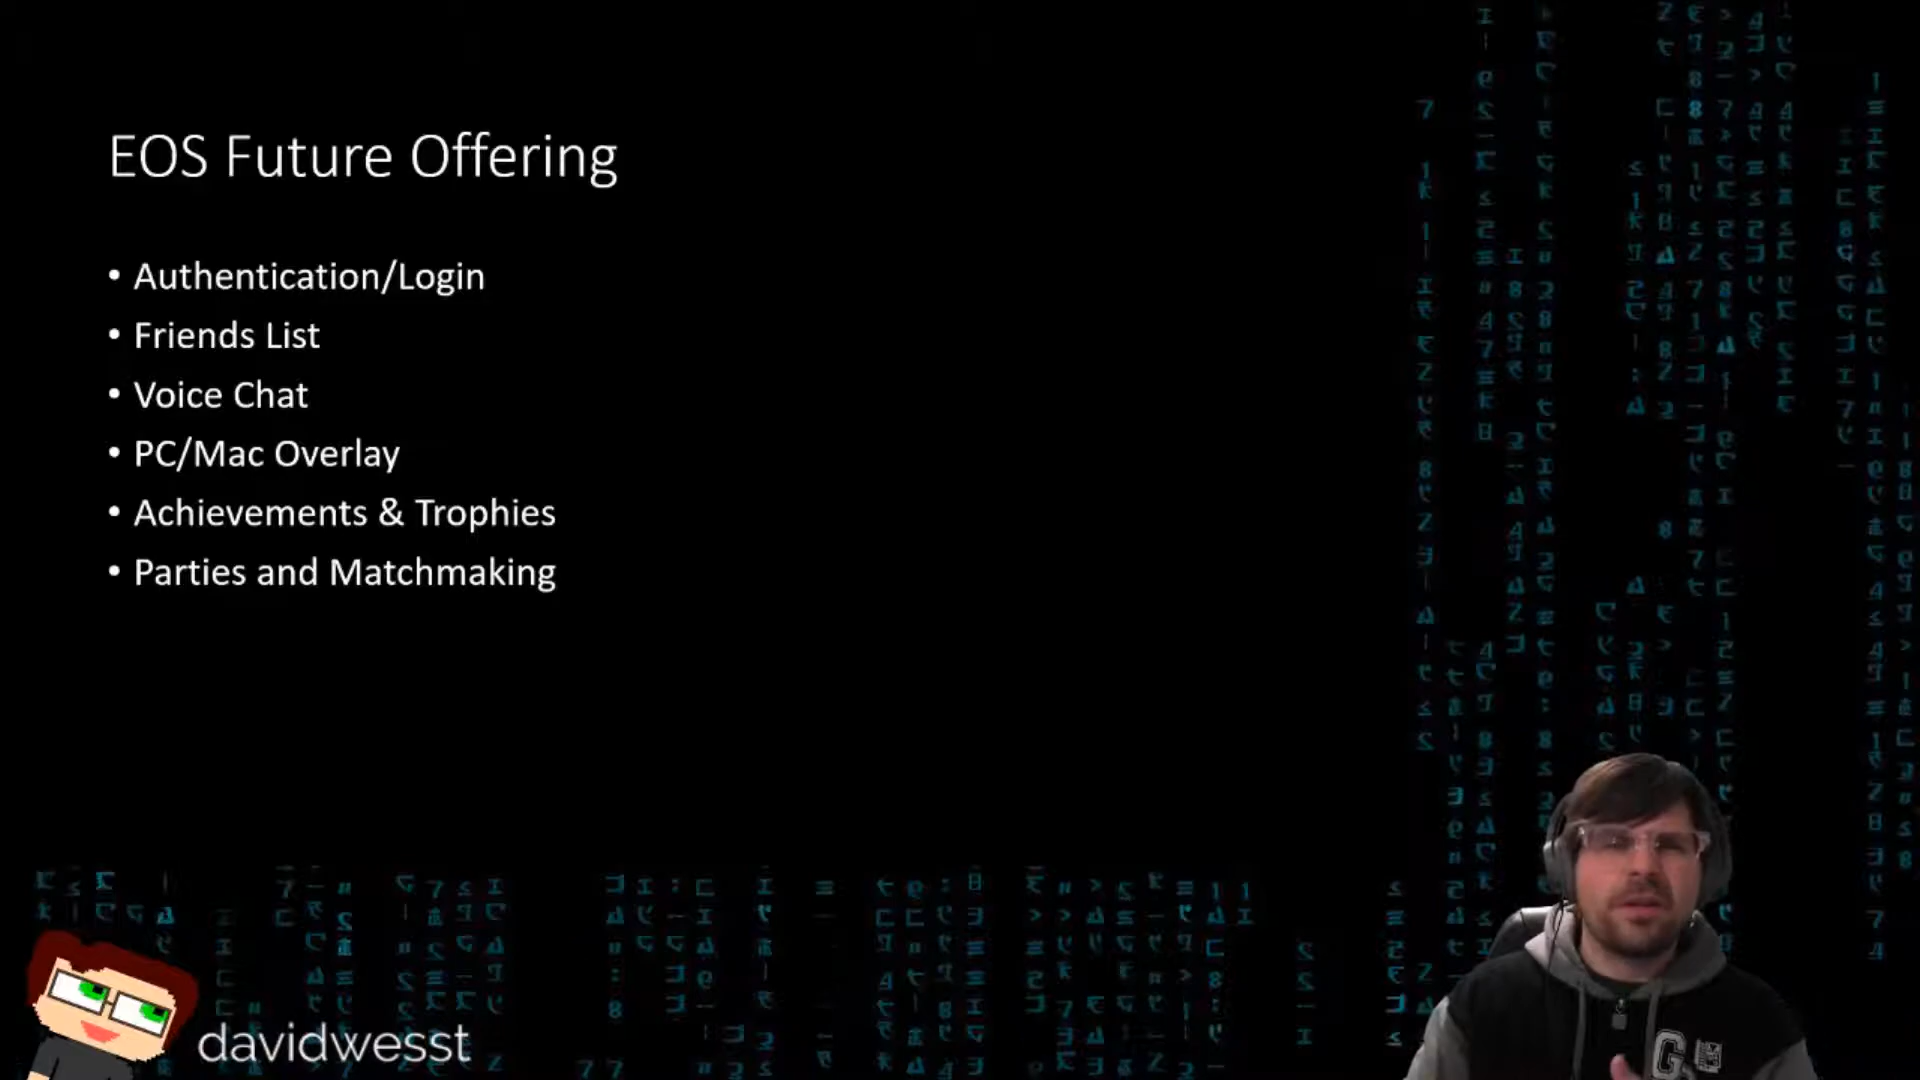 EOS Future Offering
• Authentication/Login
• Friends List
• Voice Chat
• PC/Mac Overlay
• Achievements & Trophies
• Parties and Matchmaking
davidwesst
G